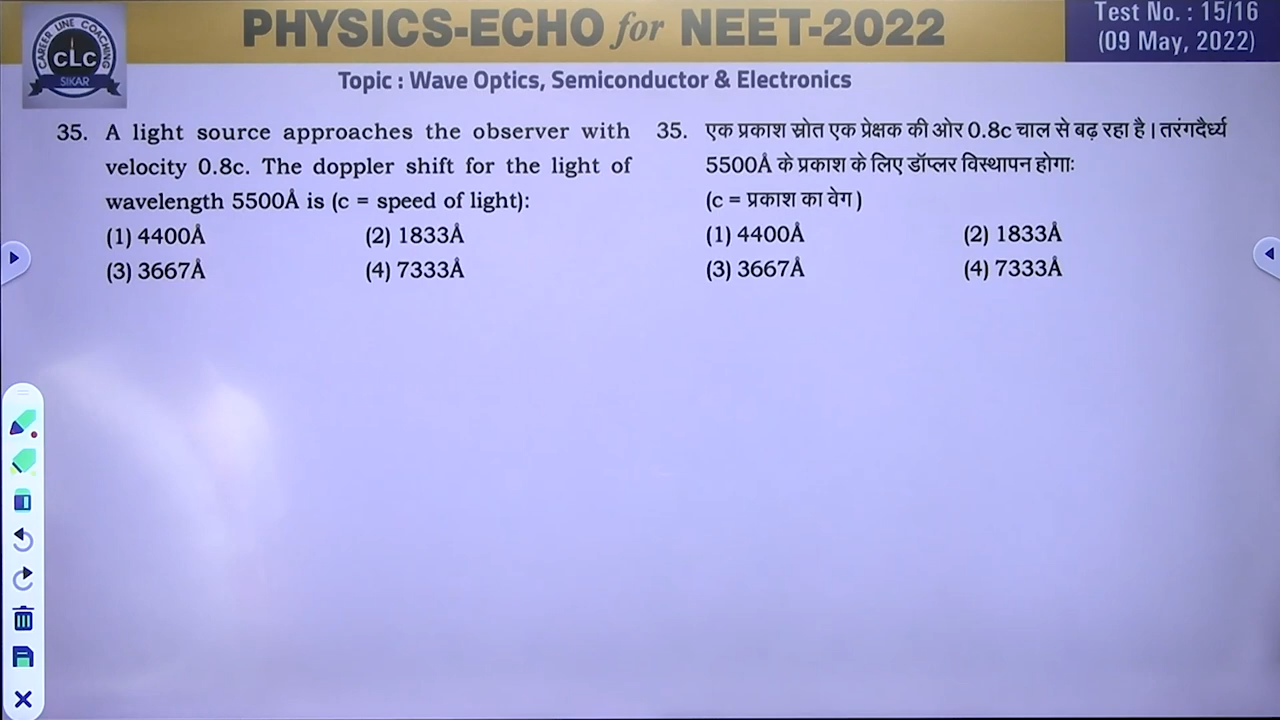 PHYSICS-ECHO for NEET-2022
Test No. : 15/16
(09 May, 2022)
CAREER LINE COACHING
CLC
SIKAR
Topic : Wave Optics, Semiconductor & Electronics
35. A light source approaches the observer with
velocity 0.8c. The doppler shift for the light of
wavelength 5500Å is (c = speed of light):
(1) 4400Å (2) 1833Å
(3) 3667Å (4) 7333Å
35. एक प्रकाश स्रोत एक प्रेक्षक की ओर 0.8c चाल से बढ़ रहा है। तरंगदैर्ध्य
5500Å के प्रकाश के लिए डॉप्लर विस्थापन होगाः
(c = प्रकाश का वेग)
(1) 4400Å (2) 1833Å
(3) 3667Å (4) 7333Å